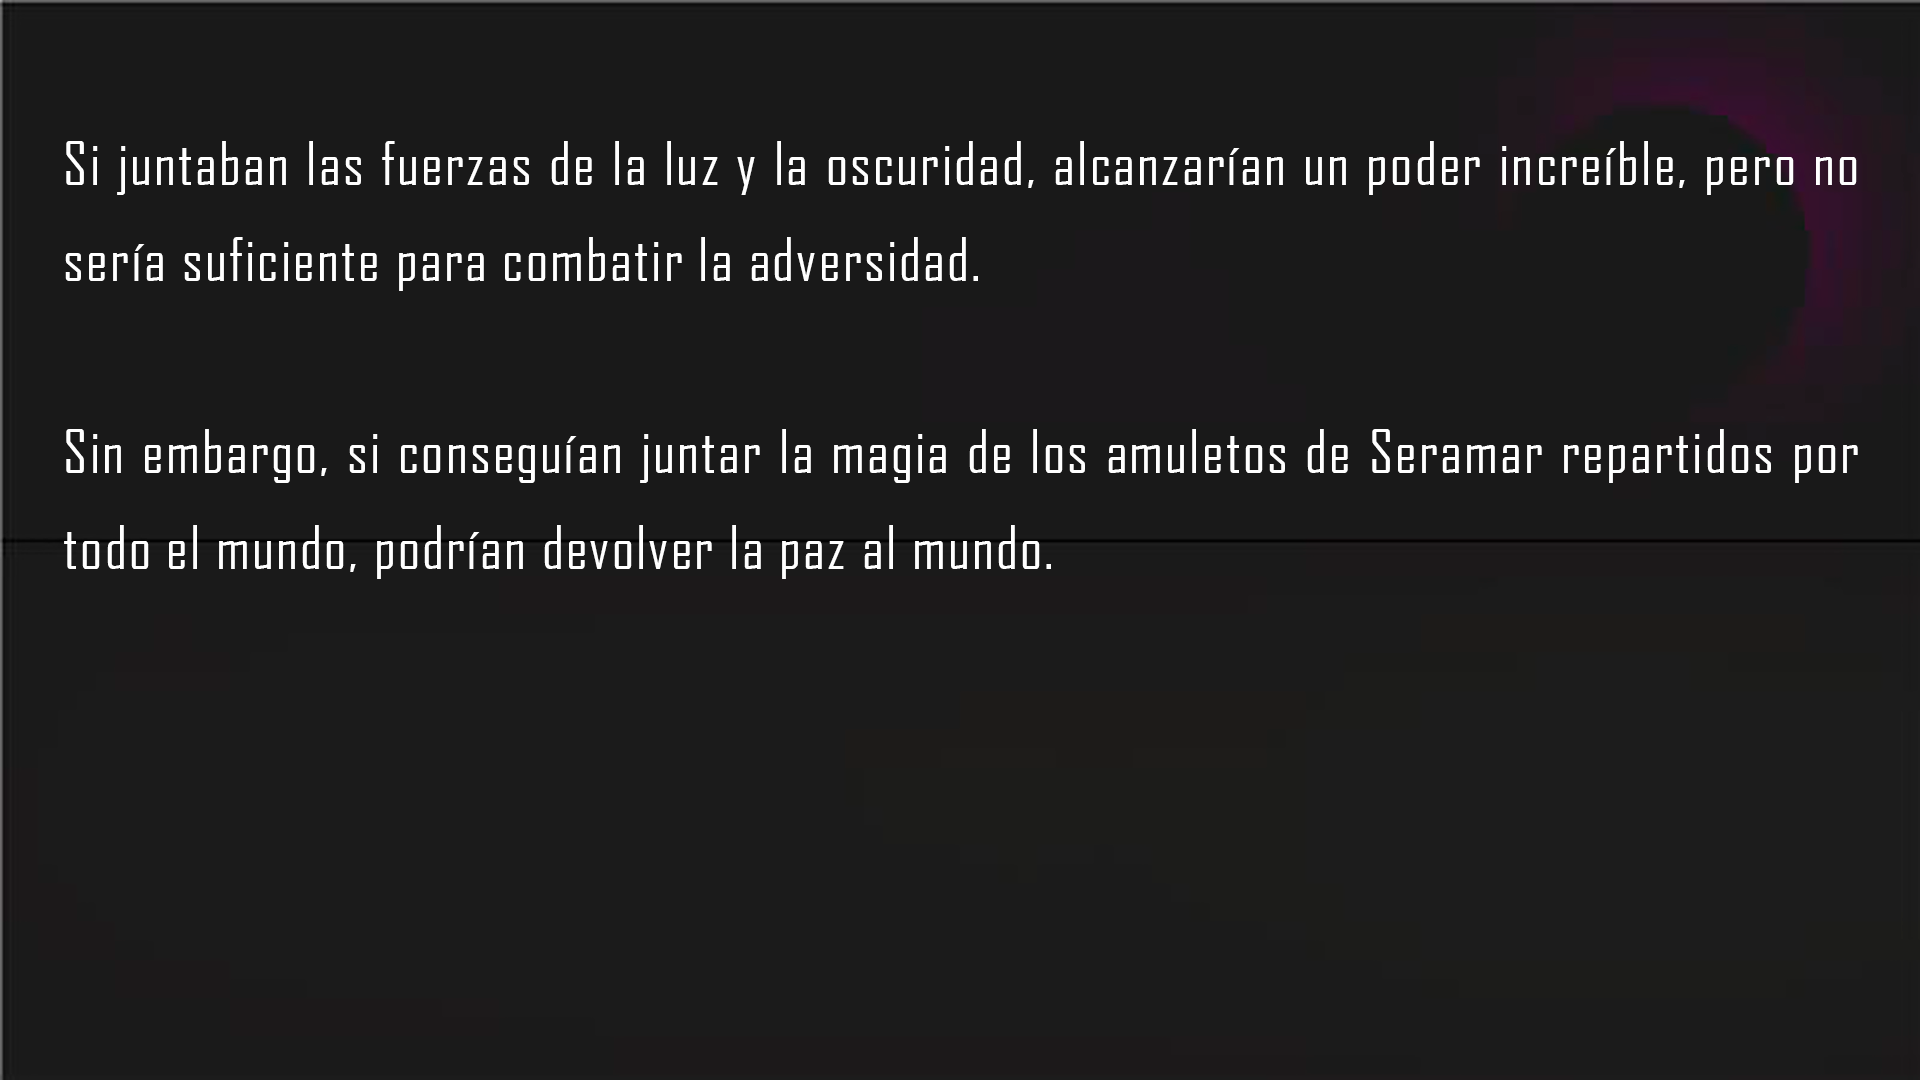 Si juntaban las fuerzas de la luz y la oscuridad, alcanzarían un poder increíble, pero no
sería suficiente para combatir la adversidad.
Sin embargo, si conseguían juntar la magia de los amuletos de Seramar repartidos por
todo el mundo, podrían devolver la paz al mundo.